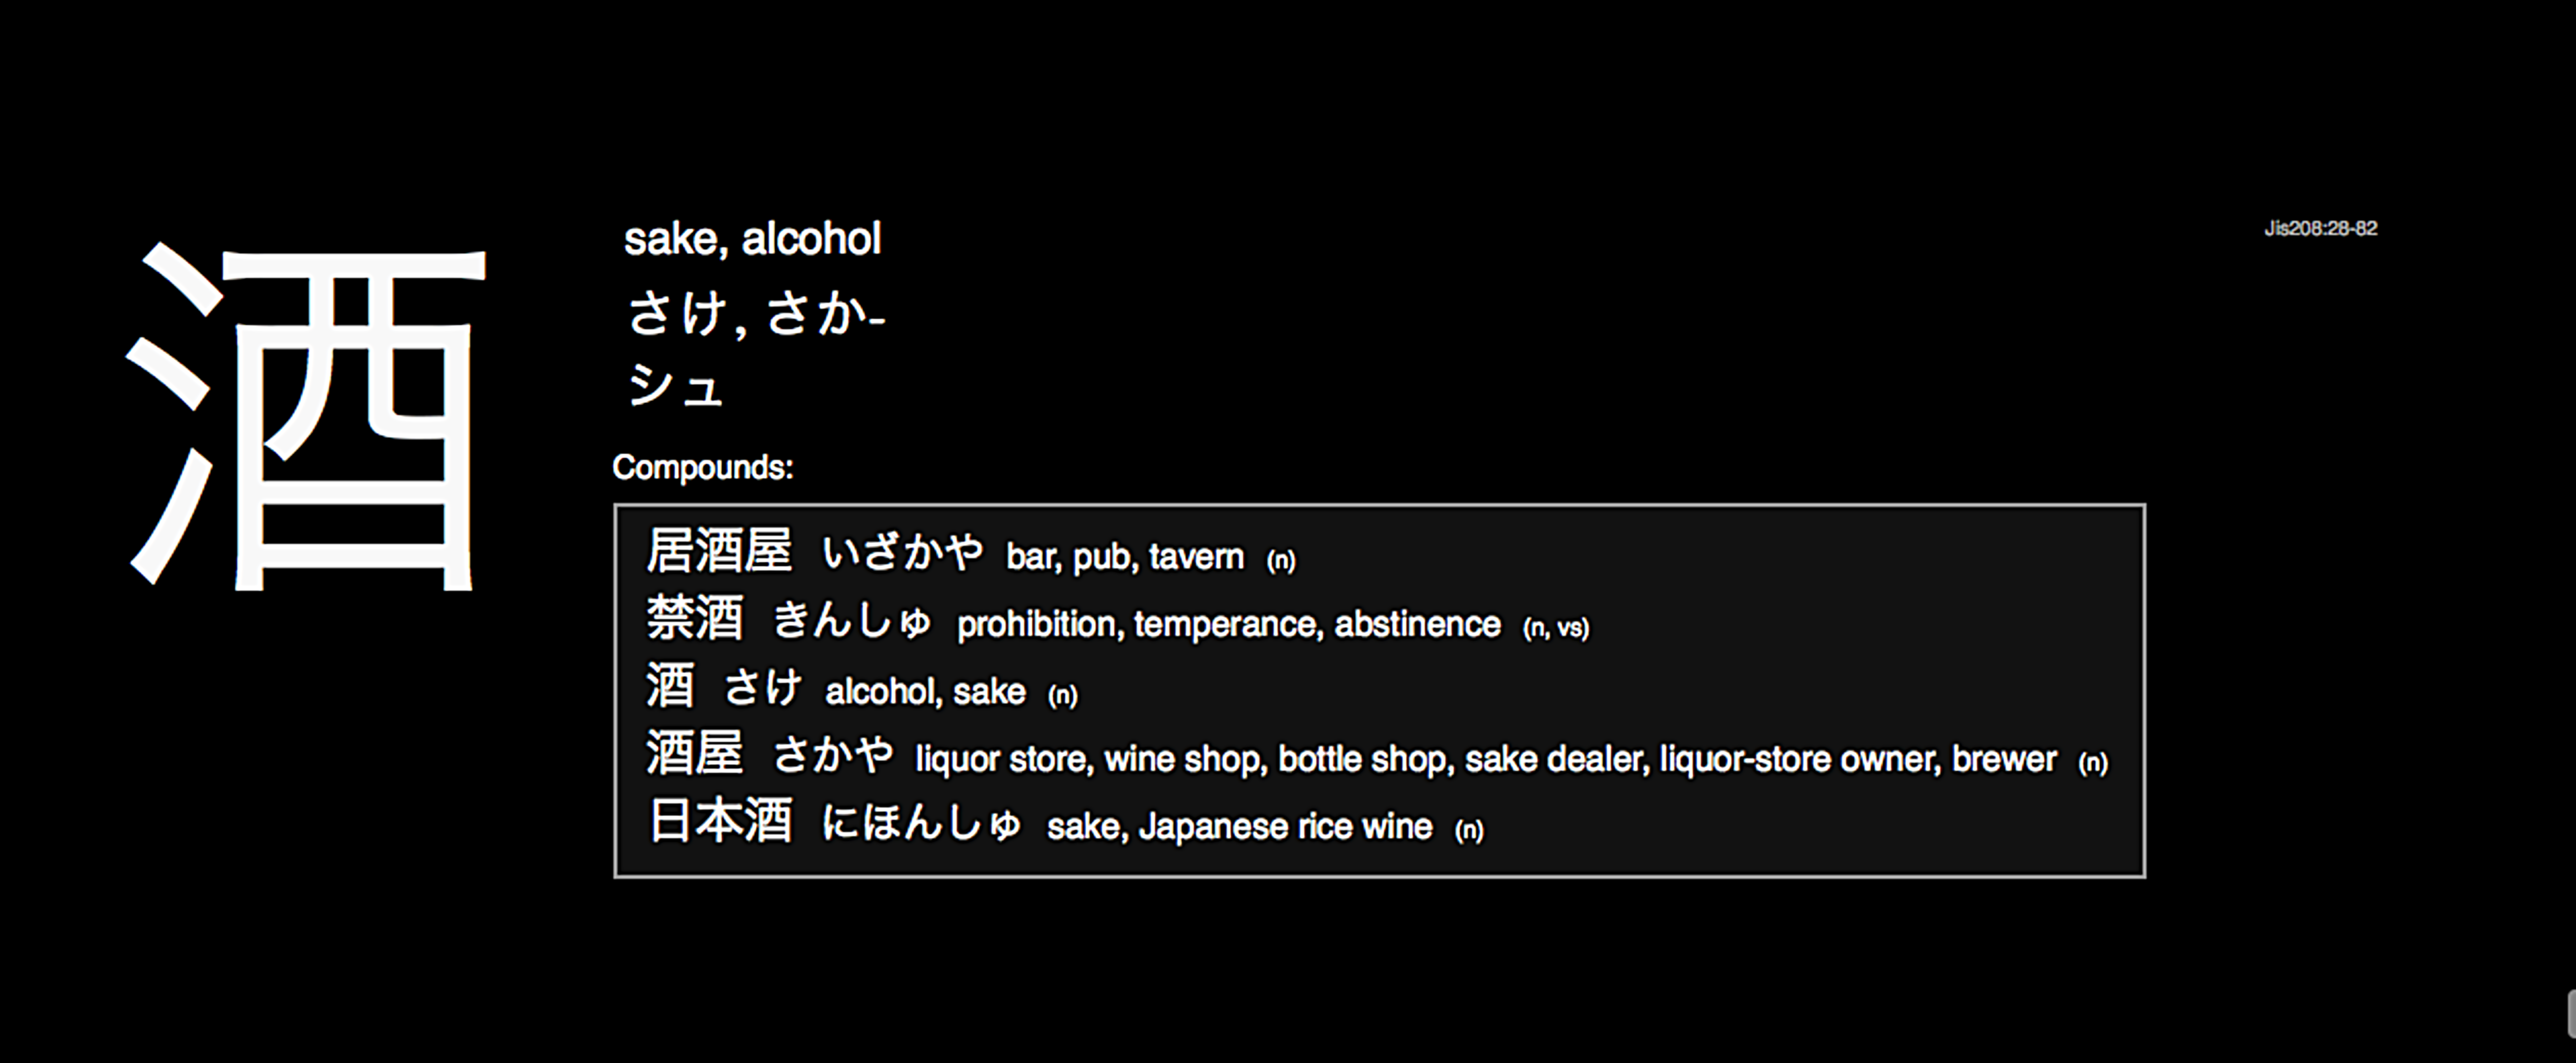 酒
sake, alcohol
さけ, さか-
シュ
Jis208:28-82
Compounds:
居酒屋 いざかや bar, pub, tavern (n)
禁酒 きんしゅ prohibition, temperance, abstinence (n, vs)
酒 さけ alcohol, sake (n)
酒屋 さかや liquor store, wine shop, bottle shop, sake dealer, liquor-store owner, brewer (n)
日本酒 にほんしゅ sake, Japanese rice wine (n)